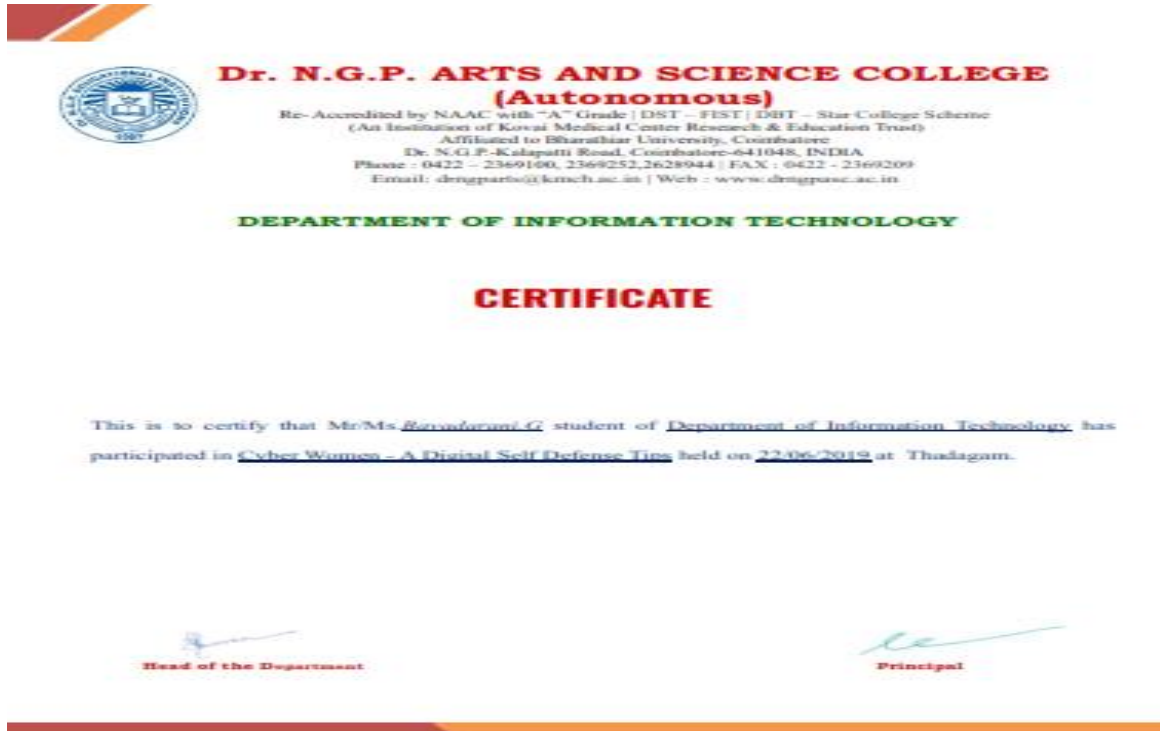 Dr. N.G.P. ARTS AND SCIENCE COLLEGE
(Autonomous)
Re- Accredited by NAAC with "A" Grade | DST – FIST | DBT – Star College Scheme
(An Institution of Kovai Medical Center Research & Education Trust)
Affiliated to Bharathiar University, Coimbatore
Dr. N.G.P.-Kalapatti Road, Coimbatore-641048, INDIA
Phone : 0422 – 2369100, 2369252,2628944 | FAX : 0422 - 2369209
Email: drngparts@kmch.ac.in | Web : www.drngpasc.ac.in
DEPARTMENT OF INFORMATION TECHNOLOGY
CERTIFICATE
This is to certify that Mr/Ms.Bavadarani G student of Department of Information Technology has
participated in Cyber Women - A Digital Self Defense Tips held on 22/06/2019 at Thadagam.
Head of the Department
Principal